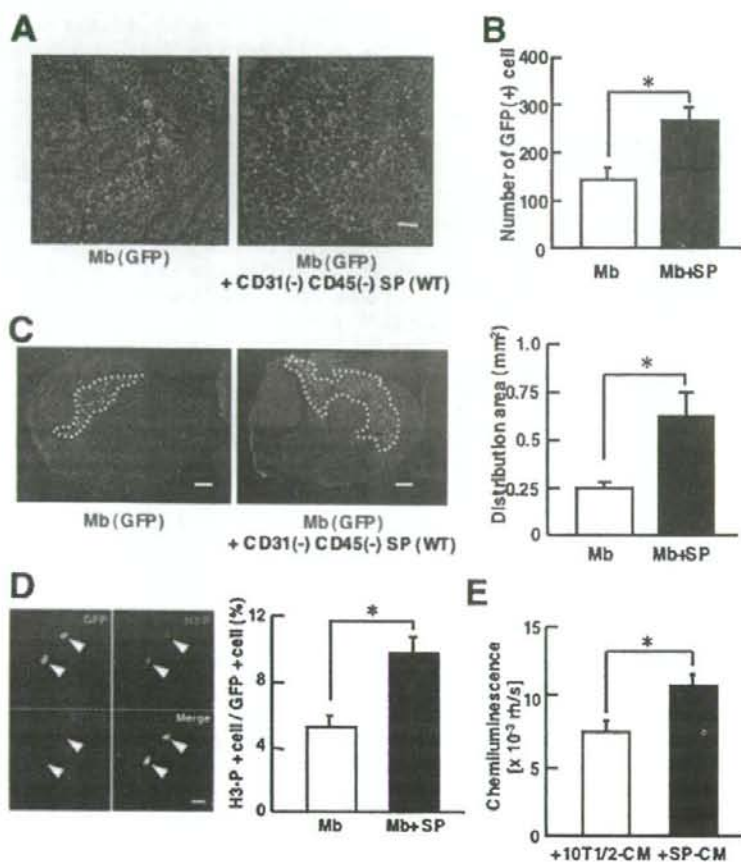 A
Mb (GFP)
Mb (GFP)
+ CD31(-) CD45(-) SP (WT)
B
Number of GFP (+) cell
400
300
200
100
0
Mb
Mb+SP
*
C
Mb (GFP)
Mb (GFP)
+ CD31(-) CD45(-) SP (WT)
Distribution area (mm²)
1.0
0.75
0.5
0.25
0
Mb
Mb+SP
*
D
GFP
H3-P
Merge
H3-P +cell / GFP +cell (%)
12
8
4
0
Mb
Mb+SP
*
E
Chemiluminescence
[x 10⁻³ rh/s]
15
10
5
0
+10T1/2-CM
+SP-CM
*